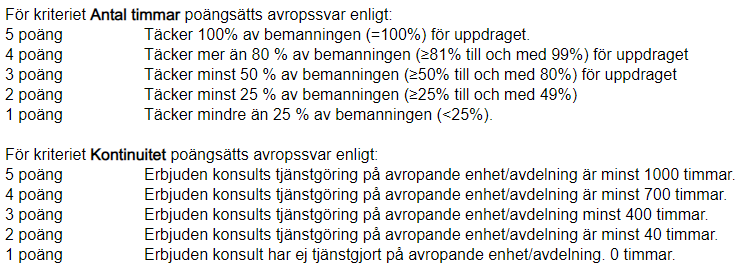 För kriteriet Antal timmar poängsätts avropssvar enligt:
5 poäng Täcker 100% av bemanningen (=100%) för uppdraget.
4 poäng Täcker mer än 80 % av bemanningen (≥81% till och med 99%) för uppdraget
3 poäng Täcker minst 50 % av bemanningen (≥50% till och med 80%) för uppdraget
2 poäng Täcker minst 25 % av bemanningen (≥25% till och med 49%)
1 poäng Täcker mindre än 25 % av bemanningen (<25%).
För kriteriet Kontinuitet poängsätts avropssvar enligt:
5 poäng Erbjuden konsults tjänstgöring på avropande enhet/avdelning är minst 1000 timmar.
4 poäng Erbjuden konsults tjänstgöring på avropande enhet/avdelning är minst 700 timmar.
3 poäng Erbjuden konsults tjänstgöring på avropande enhet/avdelning minst 400 timmar.
2 poäng Erbjuden konsults tjänstgöring på avropande enhet/avdelning är minst 40 timmar.
1 poäng Erbjuden konsult har ej tjänstgjort på avropande enhet/avdelning. 0 timmar.